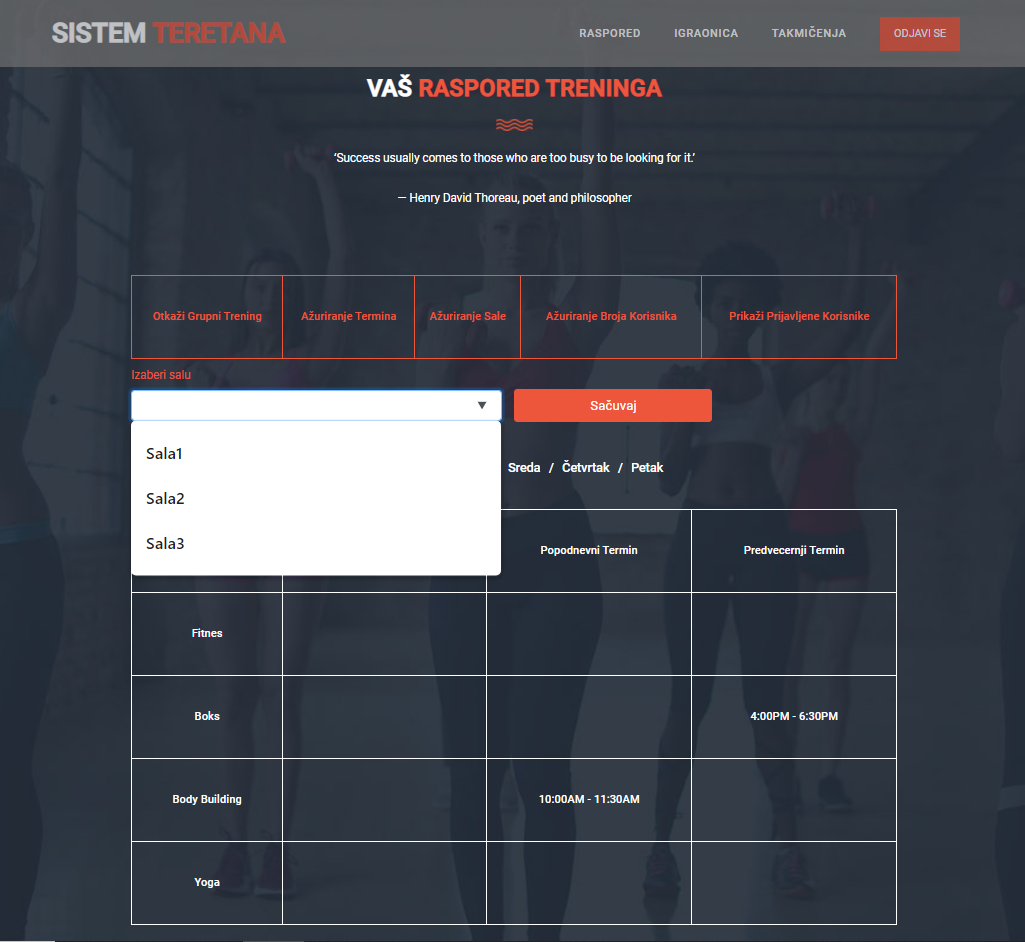 SISTEM TERETANA
RASPORED IGRAONICA TAKMIČENJA ODJAVI SE
VAŠ RASPORED TRENINGA
‘Success usually comes to those who are too busy to be looking for it.’
— Henry David Thoreau, poet and philosopher
Otkaži Grupni Trening Ažuriranje Termina Ažuriranje Sale Ažuriranje Broja Korisnika Prikaži Prijavljene Korisnike
Izaberi salu
Sačuvaj
Sala1
Sala2
Sala3
Sreda / Četvrtak / Petak
Popodnevni Termin Predvecernji Termin
Fitnes
Boks 4:00PM - 6:30PM
Body Building 10:00AM - 11:30AM
Yoga